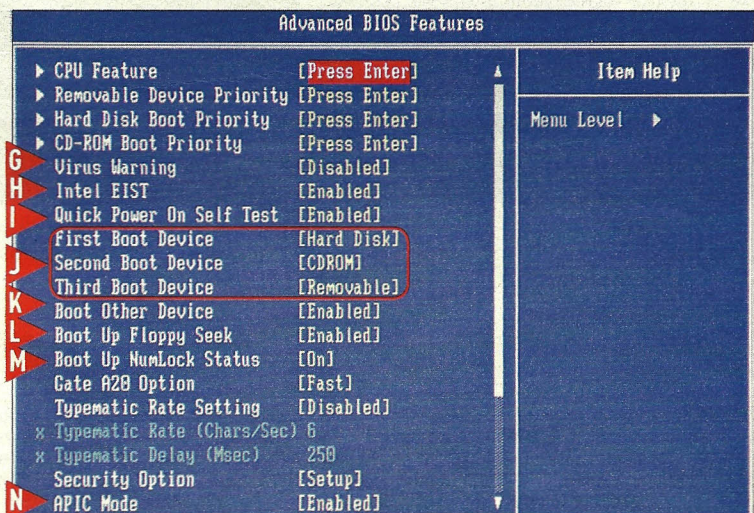 Advanced BIOS Features
CPU Feature [Press Enter]
Removable Device Priority [Press Enter]
Hard Disk Boot Priority [Press Enter]
CD-ROM Boot Priority [Press Enter]
G Virus Warning [Disabled]
H Intel EIST [Enabled]
I Quick Power On Self Test [Enabled]
First Boot Device [Hard Disk]
J Second Boot Device [CDROM]
Third Boot Device [Removable]
K Boot Other Device [Enabled]
L Boot Up Floppy Seek [Enabled]
M Boot Up NumLock Status [On]
Gate A20 Option [Fast]
Typematic Rate Setting [Disabled]
x Typematic Rate (Chars/Sec) 6
x Typematic Delay (Msec) 250
Security Option [Setup]
N APIC Mode [Enabled]
Item Help
Menu Level